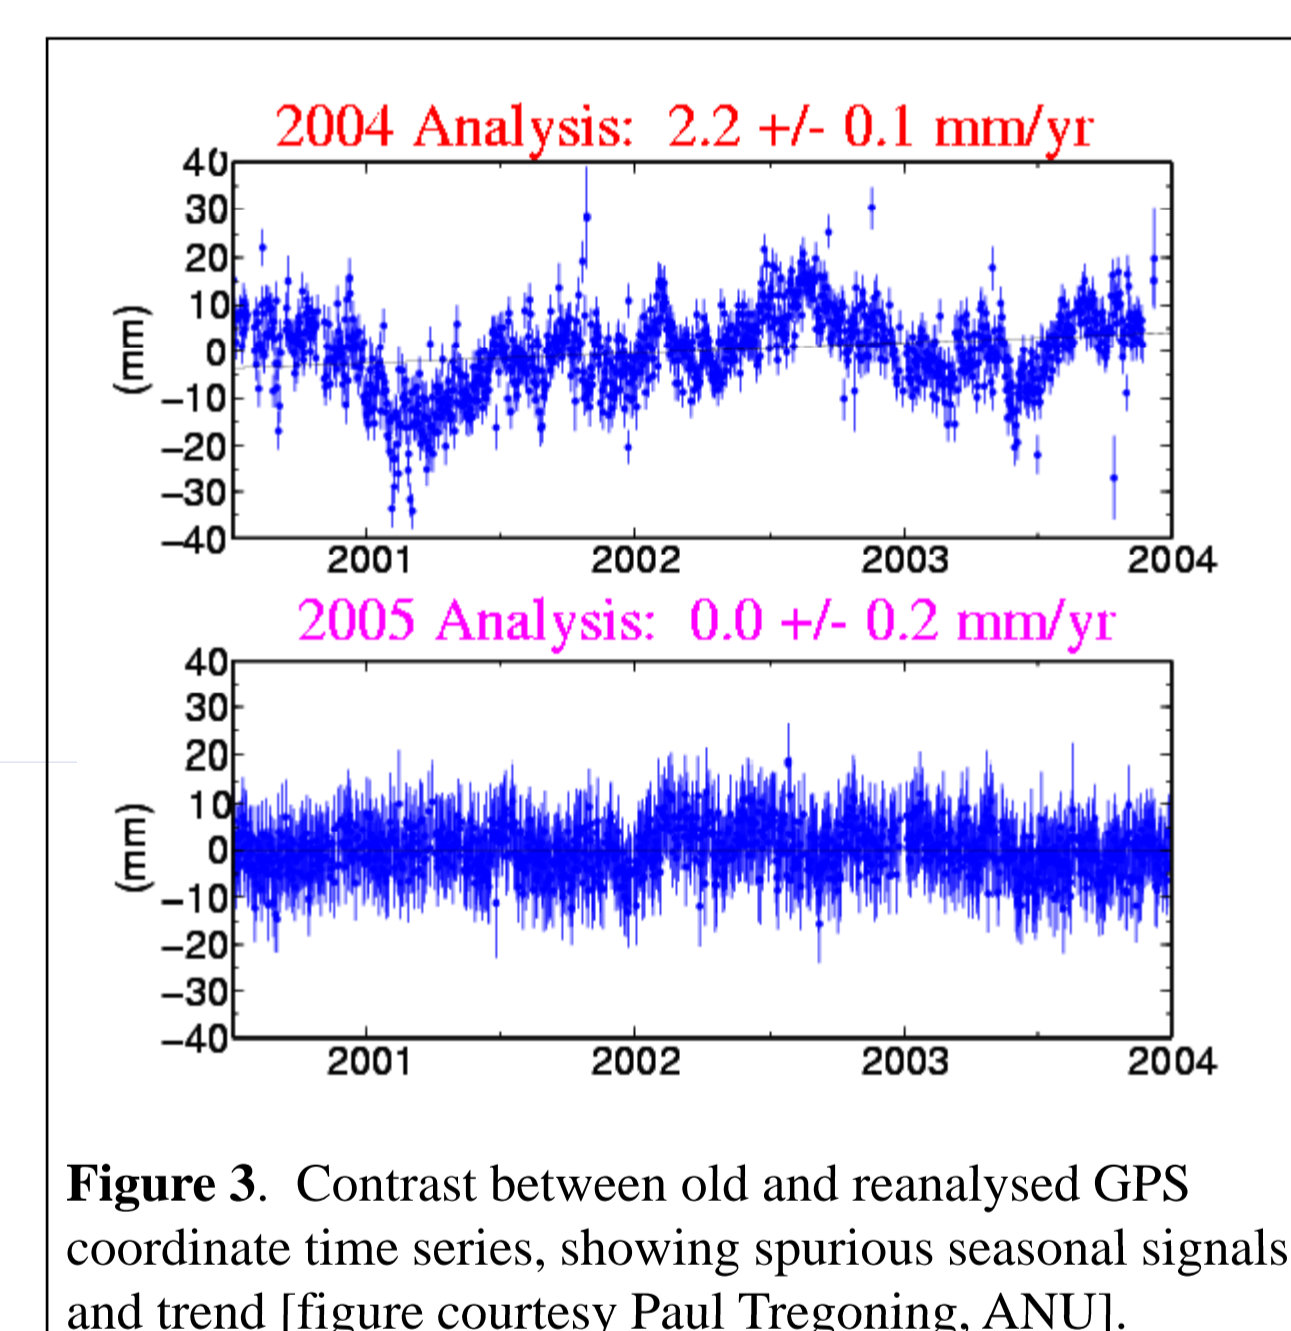 2004 Analysis: 2.2 +/- 0.1 mm/yr
40
30
20
10
0
−10
−20
−30
−40
(mm)
2001 2002 2003 2004
2005 Analysis: 0.0 +/- 0.2 mm/yr
40
30
20
10
0
−10
−20
−30
−40
(mm)
2001 2002 2003 2004
Figure 3. Contrast between old and reanalysed GPS
coordinate time series, showing spurious seasonal signals
and trend [figure courtesy Paul Tregoning, ANU].